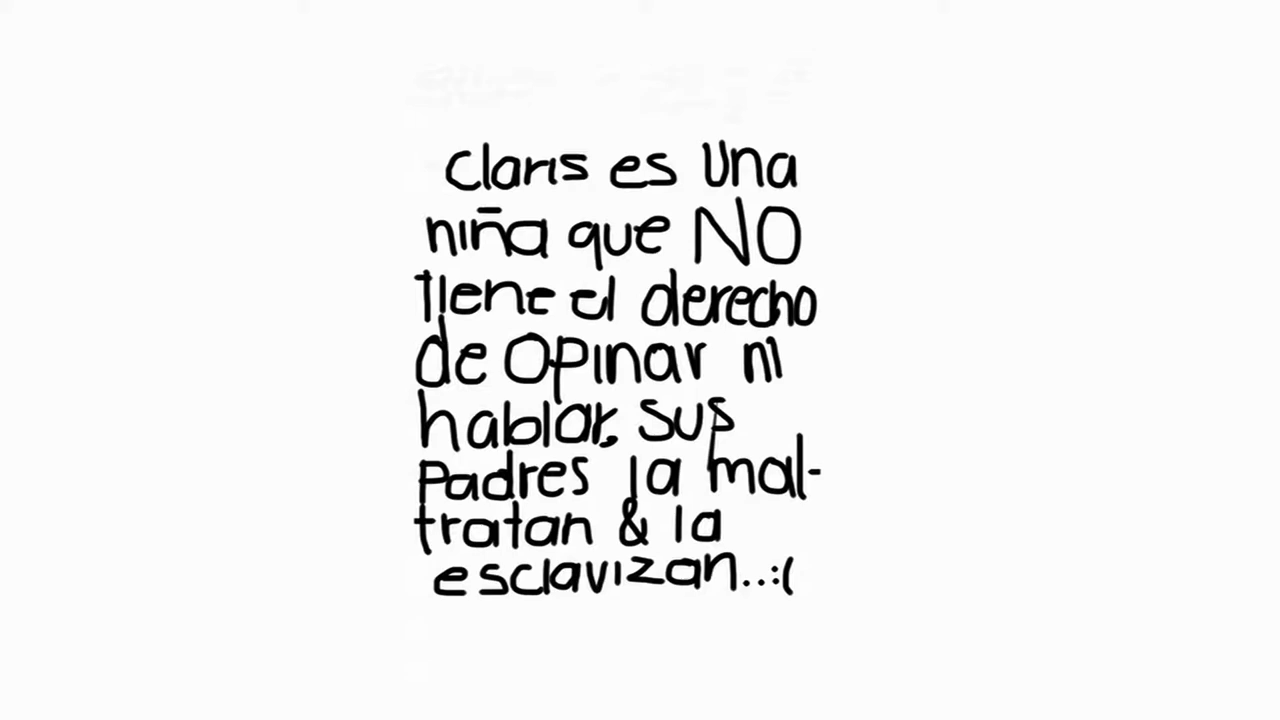 Claris es una
niña que NO
tiene el derecho
de Opinar ni
hablar, sus
Padres la mal-
tratan & la
esclavizan..:(